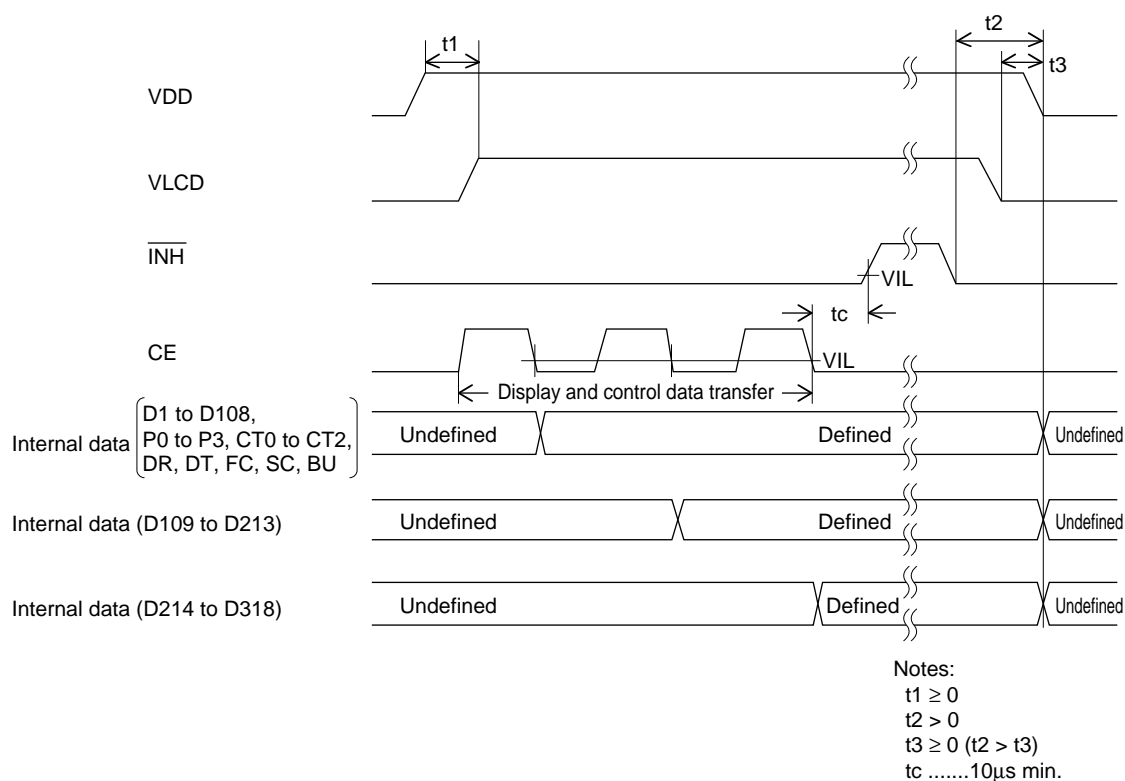 t2
t1
t3
VDD
VLCD
INH
VIL
tc
CE
VIL
Display and control data transfer
Internal data
D1 to D108,
P0 to P3, CT0 to CT2,
DR, DT, FC, SC, BU
Undefined
Defined
Undefined
Internal data (D109 to D213)
Undefined
Defined
Undefined
Internal data (D214 to D318)
Undefined
Defined
Undefined
Notes:
t1 ≥ 0
t2 > 0
t3 ≥ 0 (t2 > t3)
tc .......10μs min.